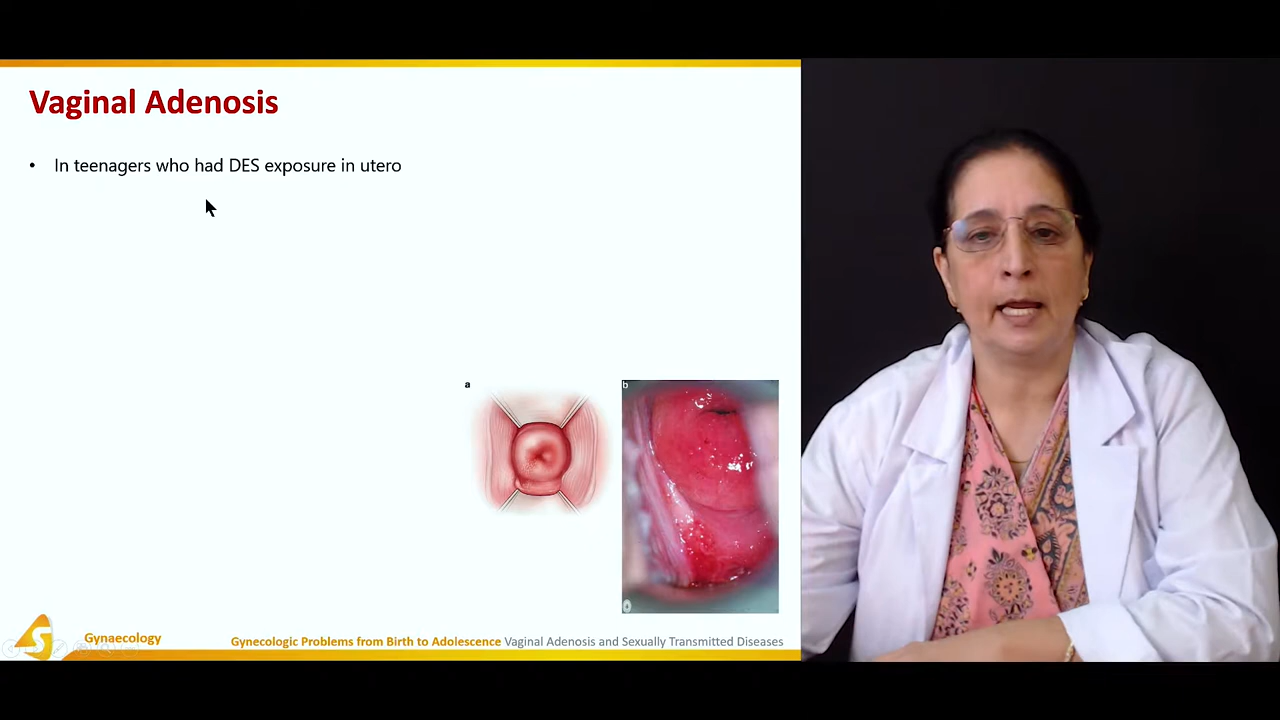 Vaginal Adenosis
• In teenagers who had DES exposure in utero
a
b
Gynaecology
Gynecologic Problems from Birth to Adolescence Vaginal Adenosis and Sexually Transmitted Diseases